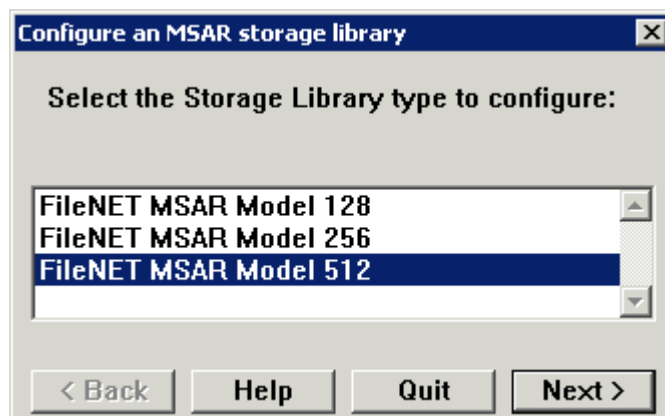 Configure an MSAR storage library
Select the Storage Library type to configure:
FileNET MSAR Model 128
FileNET MSAR Model 256
FileNET MSAR Model 512
< Back Help Quit Next >